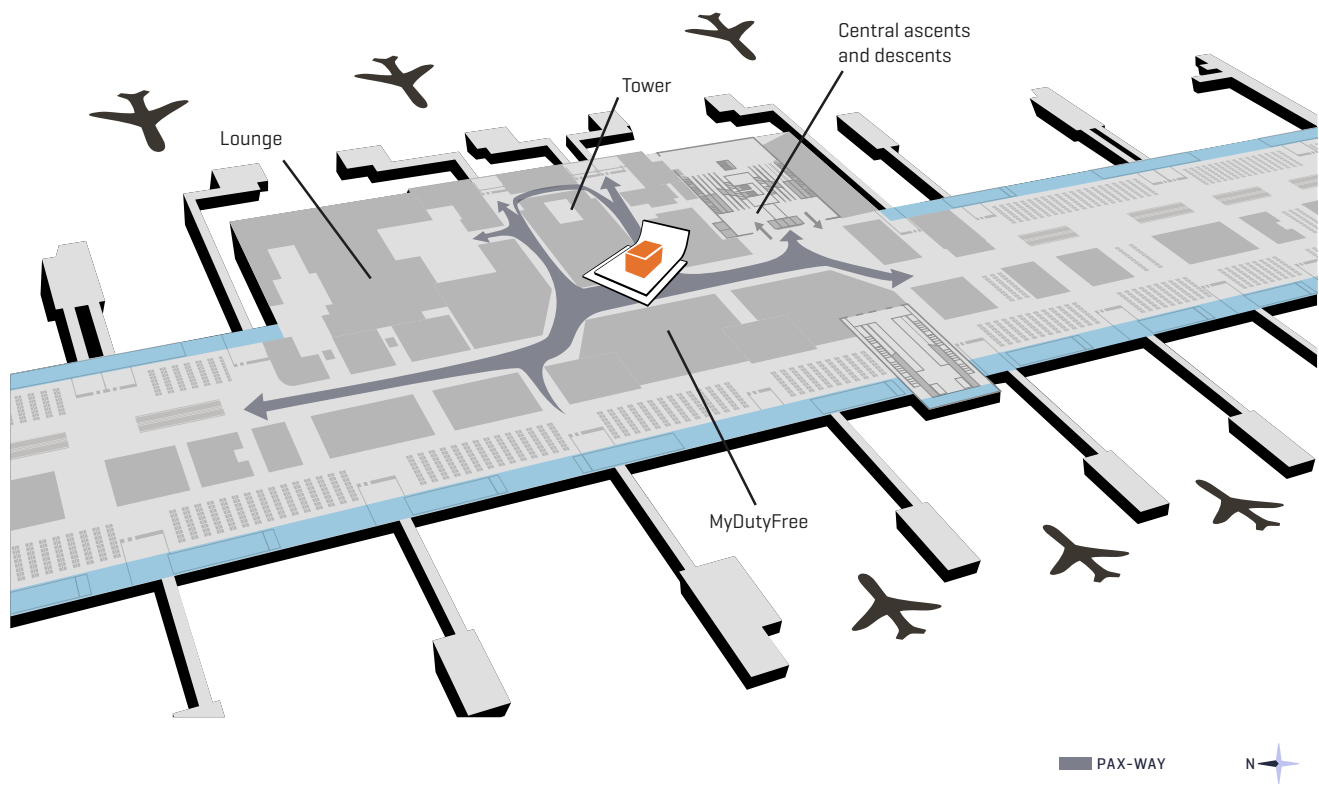 Central ascents
and descents
Tower
Lounge
MyDutyFree
PAX-WAY
N